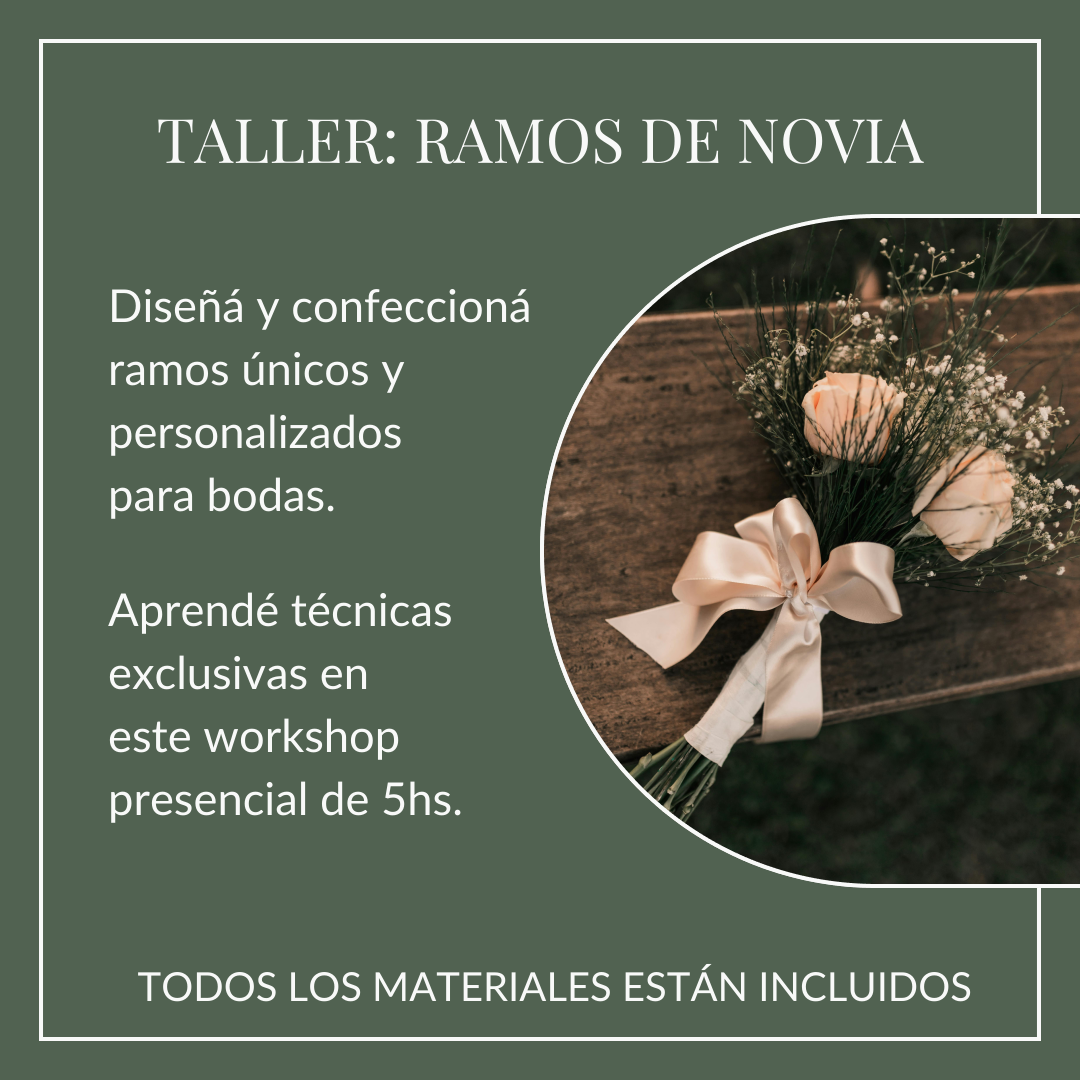 TALLER: RAMOS DE NOVIA
Diseñá y confeccioná
ramos únicos y
personalizados
para bodas.
Aprendé técnicas
exclusivas en
este workshop
presencial de 5hs.
TODOS LOS MATERIALES ESTÁN INCLUIDOS